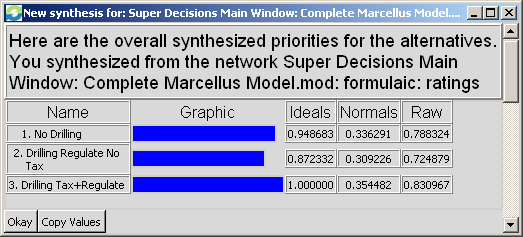 New synthesis for: Super Decisions Main Window: Complete Marcellus Model....
Here are the overall synthesized priorities for the alternatives.
You synthesized from the network Super Decisions Main
Window: Complete Marcellus Model.mod: formulaic: ratings
Name Graphic Ideals Normals Raw
1. No Drilling 0.948683 0.336291 0.788324
2. Drilling Regulate No
Tax 0.872332 0.309226 0.724879
3. Drilling Tax+Regulate 1.000000 0.354482 0.830967
Okay Copy Values